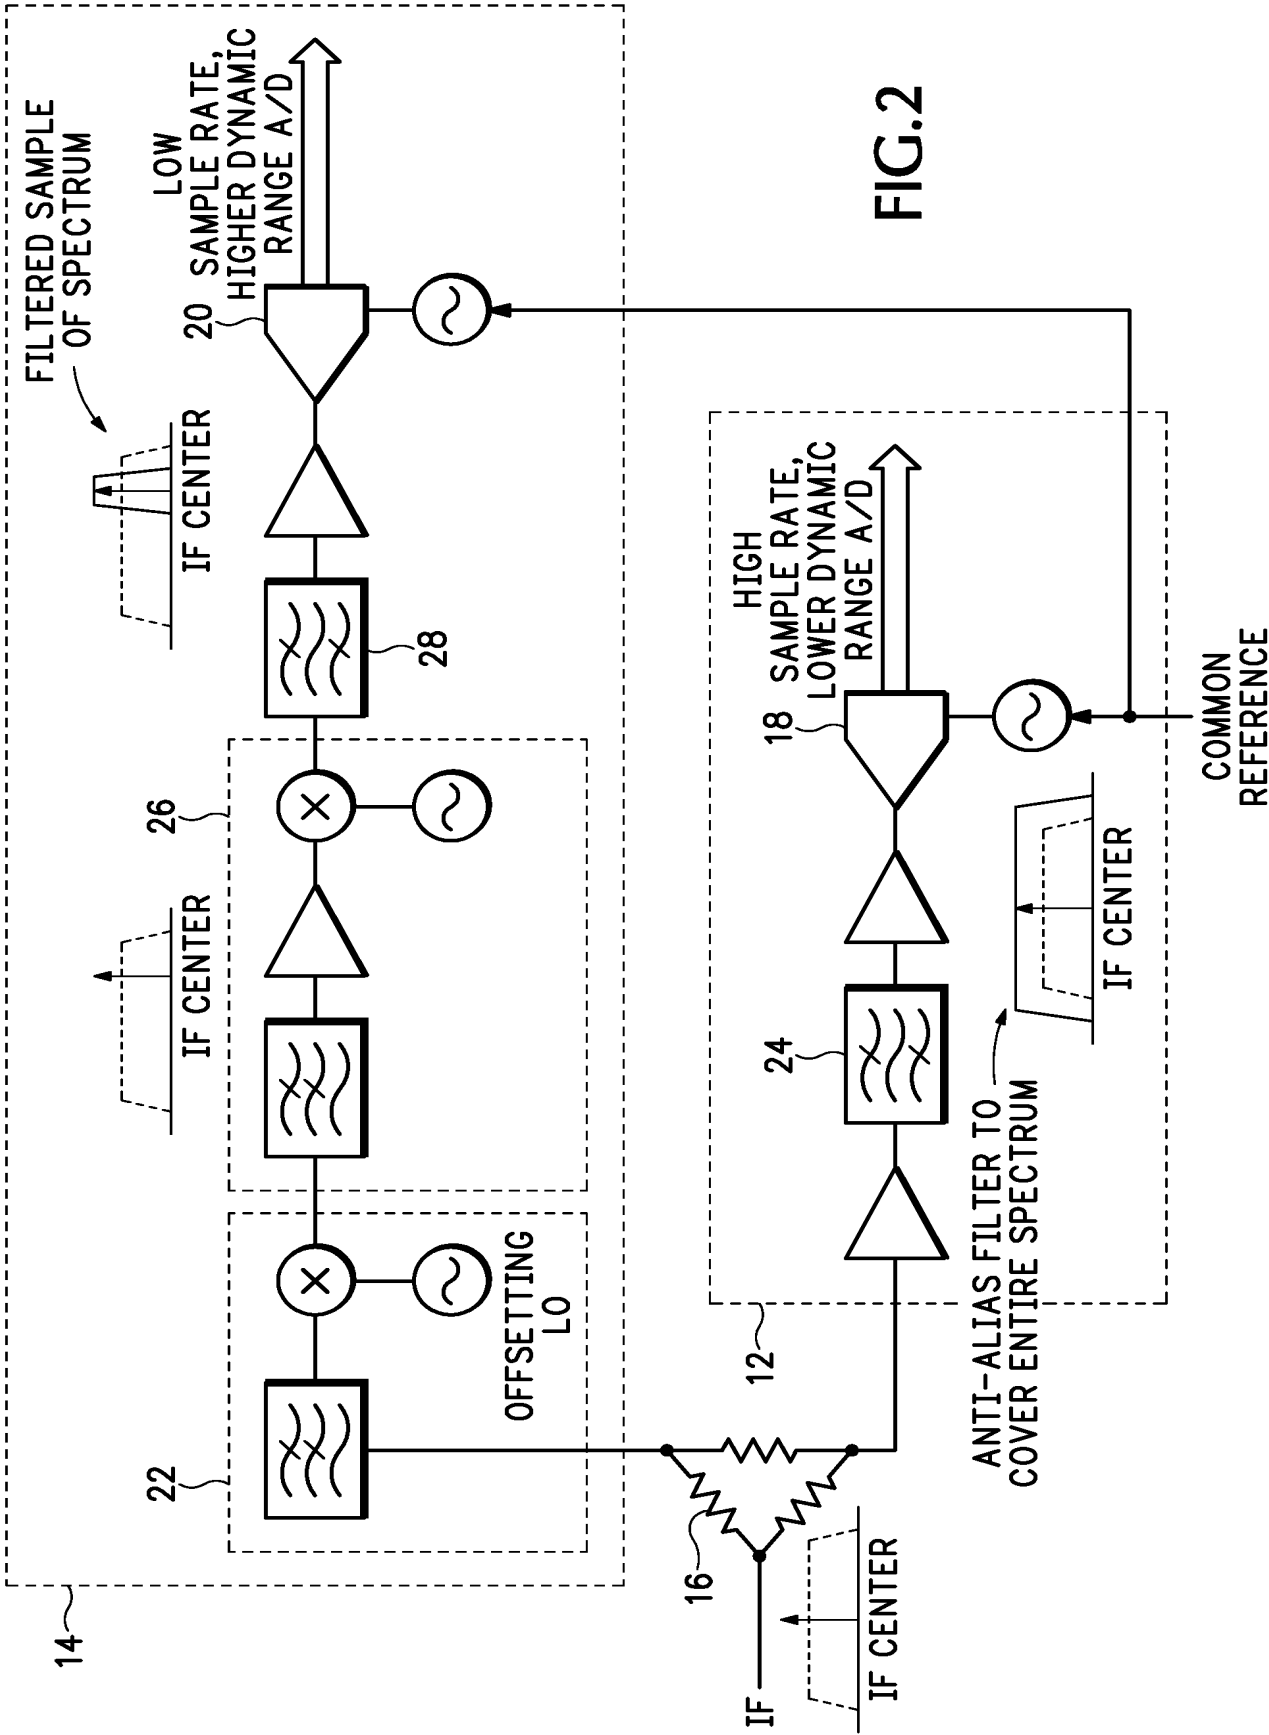 14
22
OFFSETTING
LO
26
IF CENTER
28
IF CENTER
FILTERED SAMPLE
OF SPECTRUM
20
LOW
SAMPLE RATE,
HIGHER DYNAMIC
RANGE A/D
IF
16
IF CENTER
12
24
ANTI-ALIAS FILTER TO
COVER ENTIRE SPECTRUM
IF CENTER
18
HIGH
SAMPLE RATE,
LOWER DYNAMIC
RANGE A/D
COMMON
REFERENCE
FIG.2